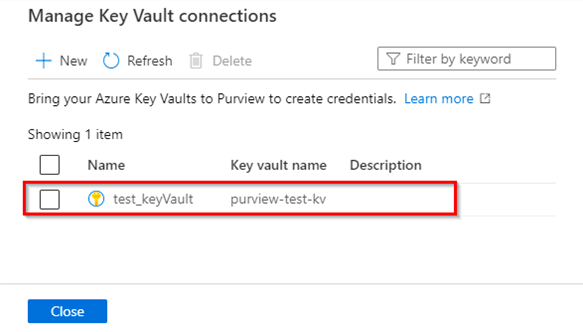 Manage Key Vault connections
New Refresh Delete Filter by keyword
Bring your Azure Key Vaults to Purview to create credentials. Learn more
Showing 1 item
Name Key vault name Description
test_keyVault purview-test-kv
Close